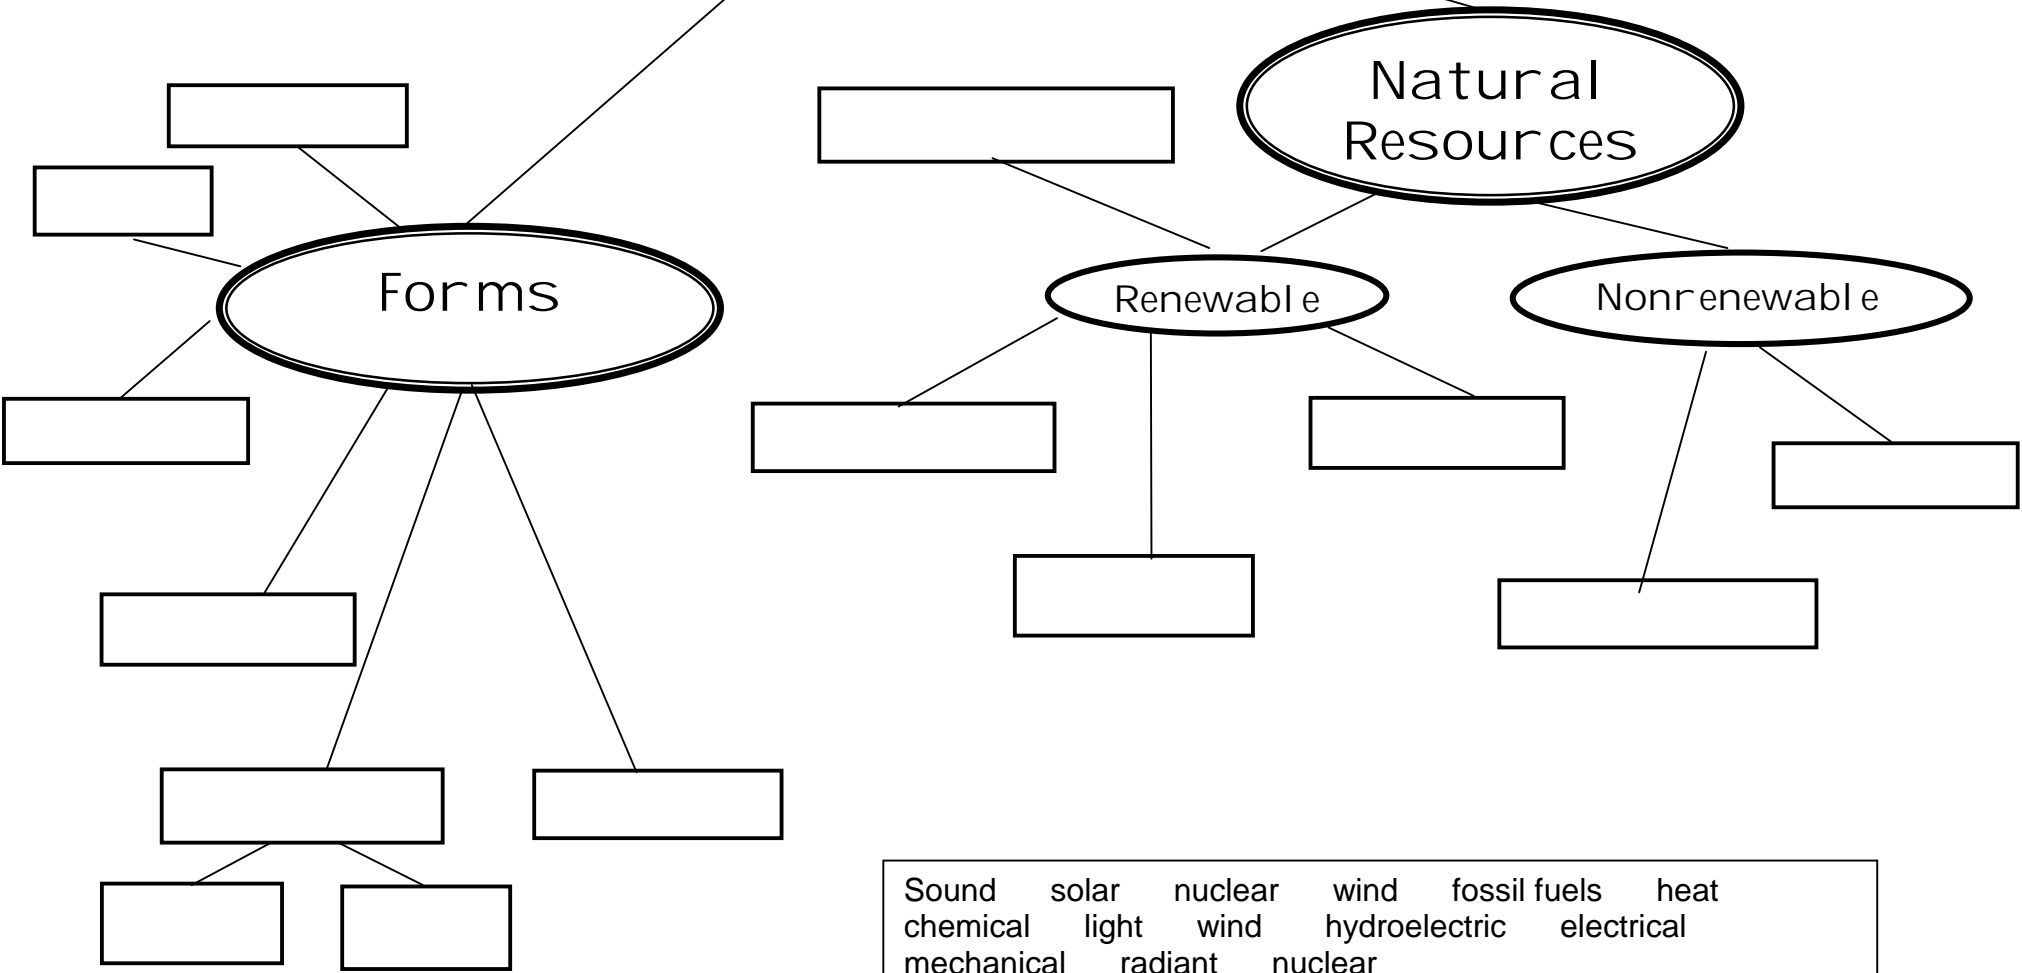 Natural
Resources
Forms
Renewable
Nonrenewable
Sound solar nuclear wind fossil fuels heat
chemical light wind hydroelectric electrical
mechanical radiant nuclear